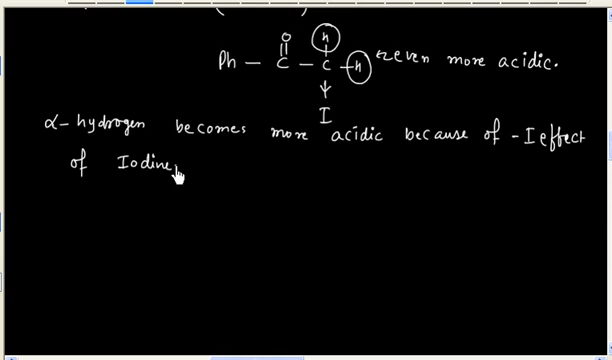 O
H
Ph — C — C — H even more acidic.
I
α- hydrogen becomes more acidic because of -I effect
of Iodine